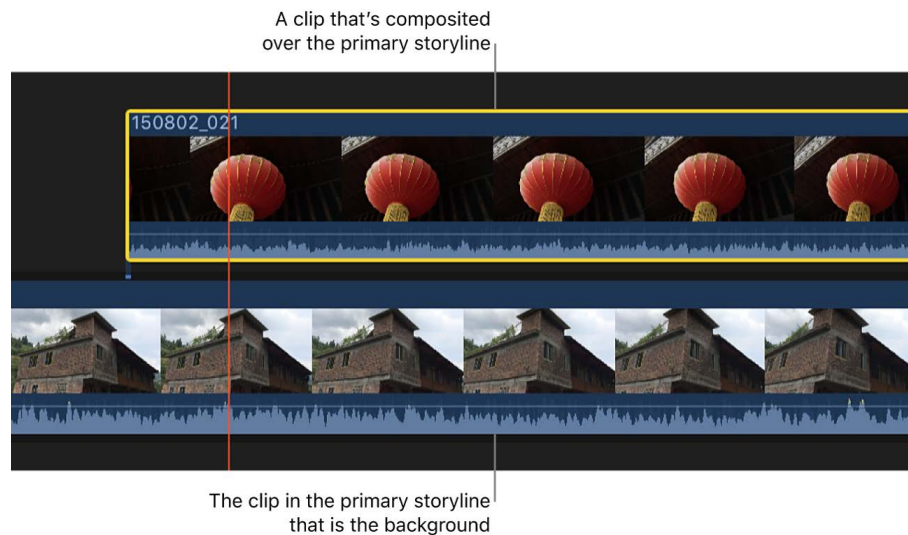 A clip that’s composited
over the primary storyline
150802_021
The clip in the primary storyline
that is the background